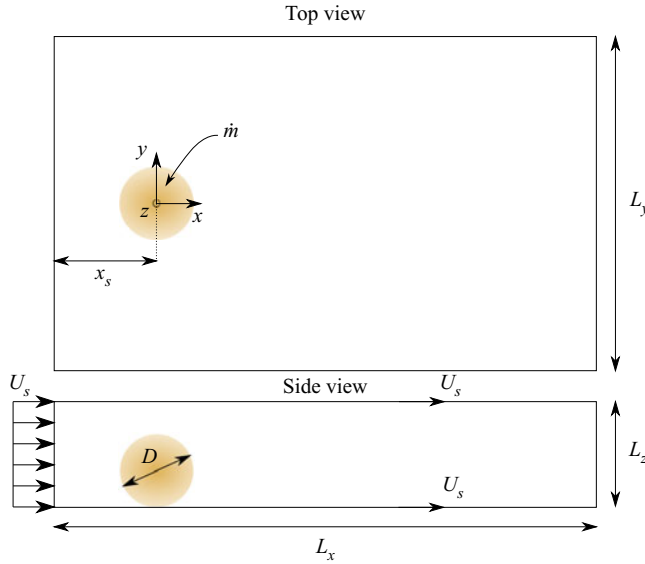 Top view
ṁ
y
z
x
x_s
L_y
U_s
Side view
U_s
D
L_z
U_s
L_x